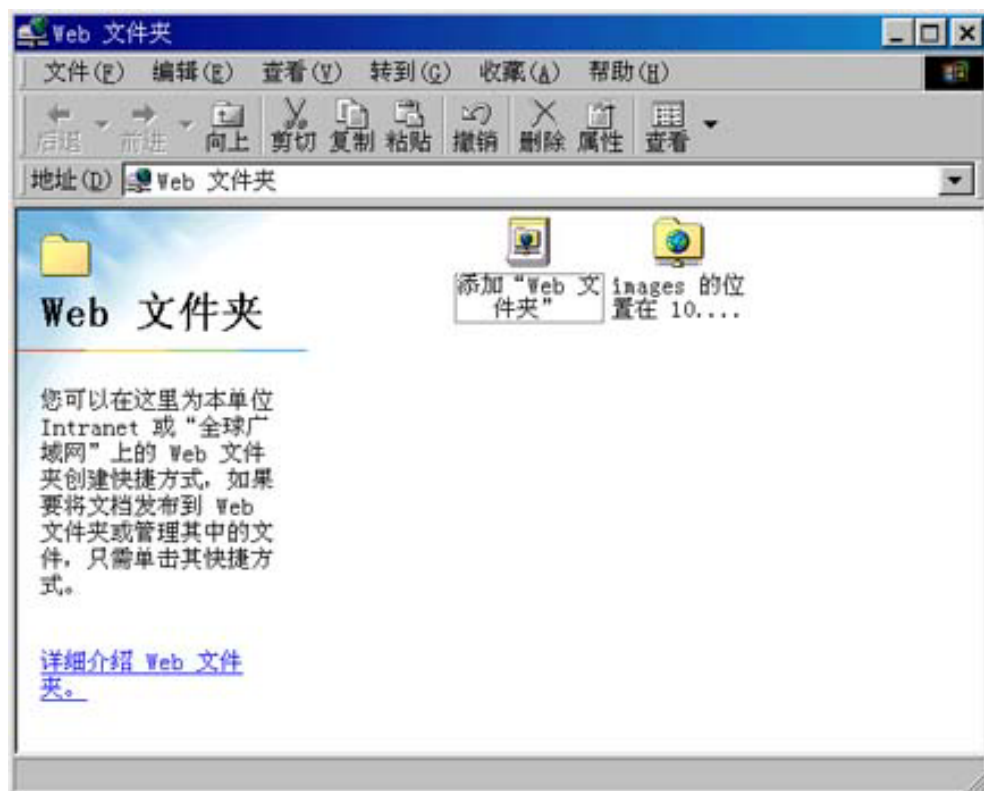 Web 文件夹
文件(F) 编辑(E) 查看(V) 转到(G) 收藏(A) 帮助(H)
后退 前进 向上 剪切 复制 粘贴 撤销 删除 属性 查看
地址(D) Web 文件夹
Web 文件夹
您可以在这里为本单位
Intranet 或“全球广
域网”上的 Web 文件
夹创建快捷方式，如果
要将文档发布到 Web
文件夹或管理其中的文
件，只需单击其快捷方
式。
详细介绍 Web 文件
夹。
添加“Web 文
件夹”
images 的位
置在 10....